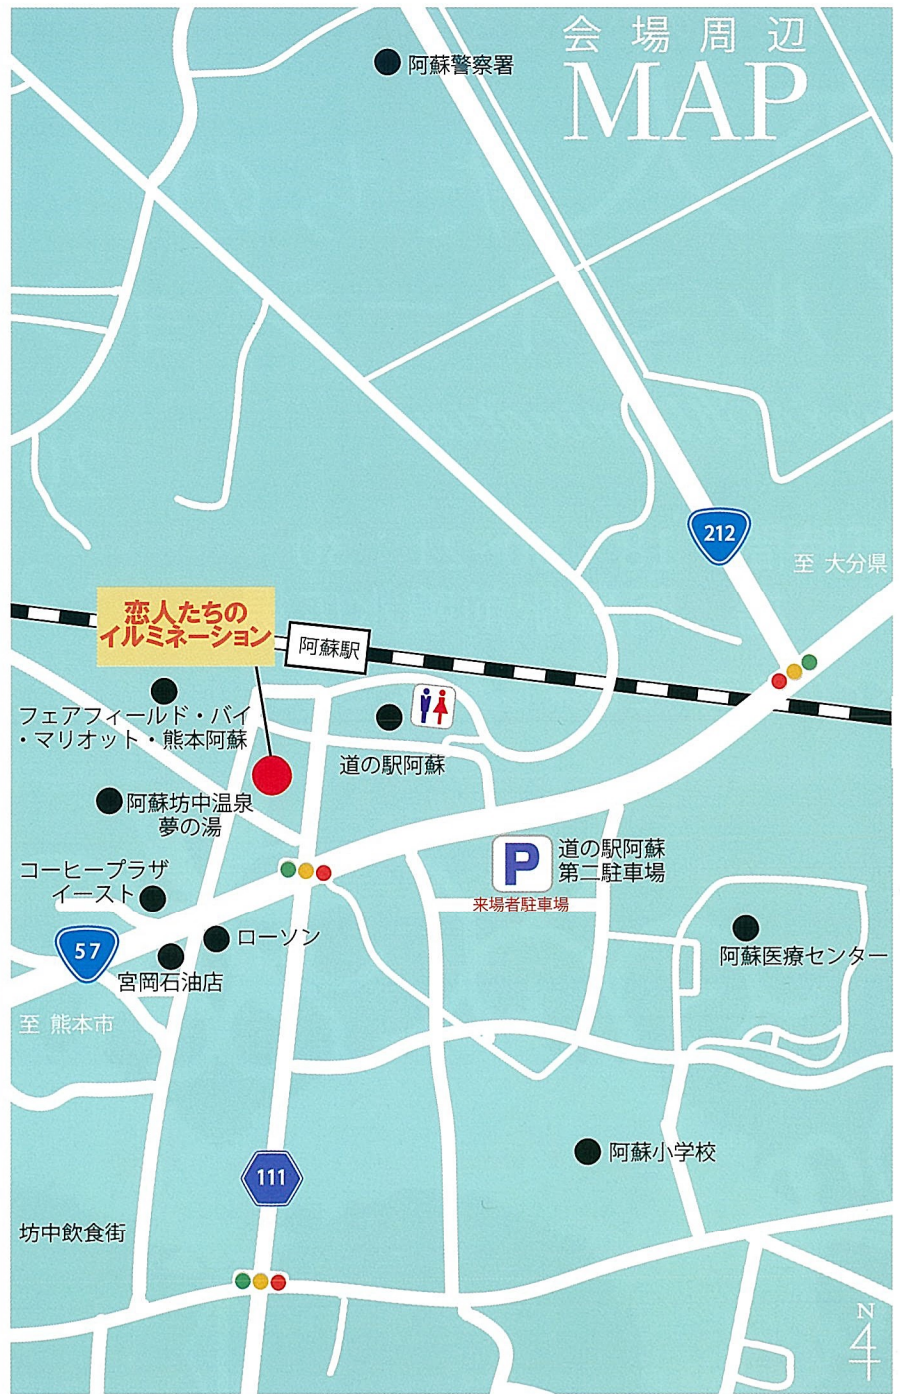 会場周辺
MAP
阿蘇警察署
212
至 大分県
恋人たちの
イルミネーション
阿蘇駅
フェアフィールド・バイ
・マリオット・熊本阿蘇
道の駅阿蘇
阿蘇坊中温泉
夢の湯
コーヒープラザ
イースト
P
道の駅阿蘇
第二駐車場
来場者駐車場
57
ローソン
宮岡石油店
阿蘇医療センター
至 熊本市
阿蘇小学校
111
坊中飲食街
N